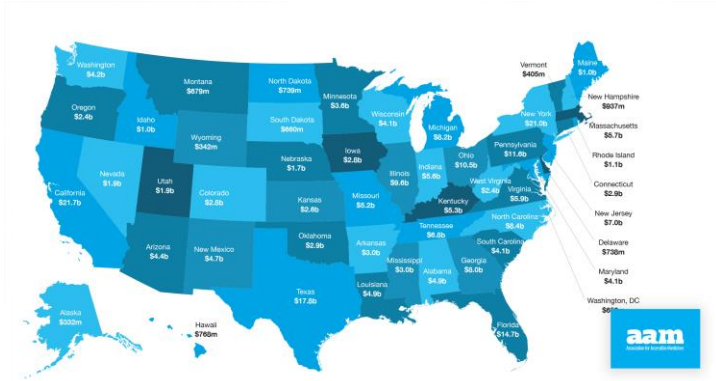 Washington
$4.2b
Oregon
$2.4b
California
$21.7b
Nevada
$1.9b
Idaho
$1.0b
Montana
$679m
Wyoming
$342m
Utah
$1.9b
Colorado
Arizona
$4.4b
New Mexico
$4.7b
North Dakota
$739m
South Dakota
$660m
Nebraska
$1.7b
Kansas
$2.6b
Oklahoma
$2.9b
Texas
$17.8b
Minnesota
$3.6b
Iowa
$2.8b
Missouri
$6.2b
Arkansas
$3.0b
Louisiana
$4.9b
Wisconsin
$4.1b
Illinois
$9.6b
Michigan
$8.2b
Indiana
$5.6b
Ohio
$10.5b
Kentucky
$5.3b
Tennessee
$6.8b
Mississippi
$3.0b
Alabama
$4.9b
Georgia
$8.0b
Florida
$14.7b
South Carolina
$4.1b
North Carolina
$8.4b
Virginia
$5.9b
West Virginia
$2.4b
Pennsylvania
$11.6b
New York
$21.0b
Vermont
$405m
Maine
$1.0b
New Hampshire
$937m
Massachusetts
$5.7b
Rhode Island
$1.1b
Connecticut
$2.9b
New Jersey
$7.0b
Delaware
$738m
Maryland
$4.1b
Washington, DC
Alaska
$332m
Hawaii
$768m
aam